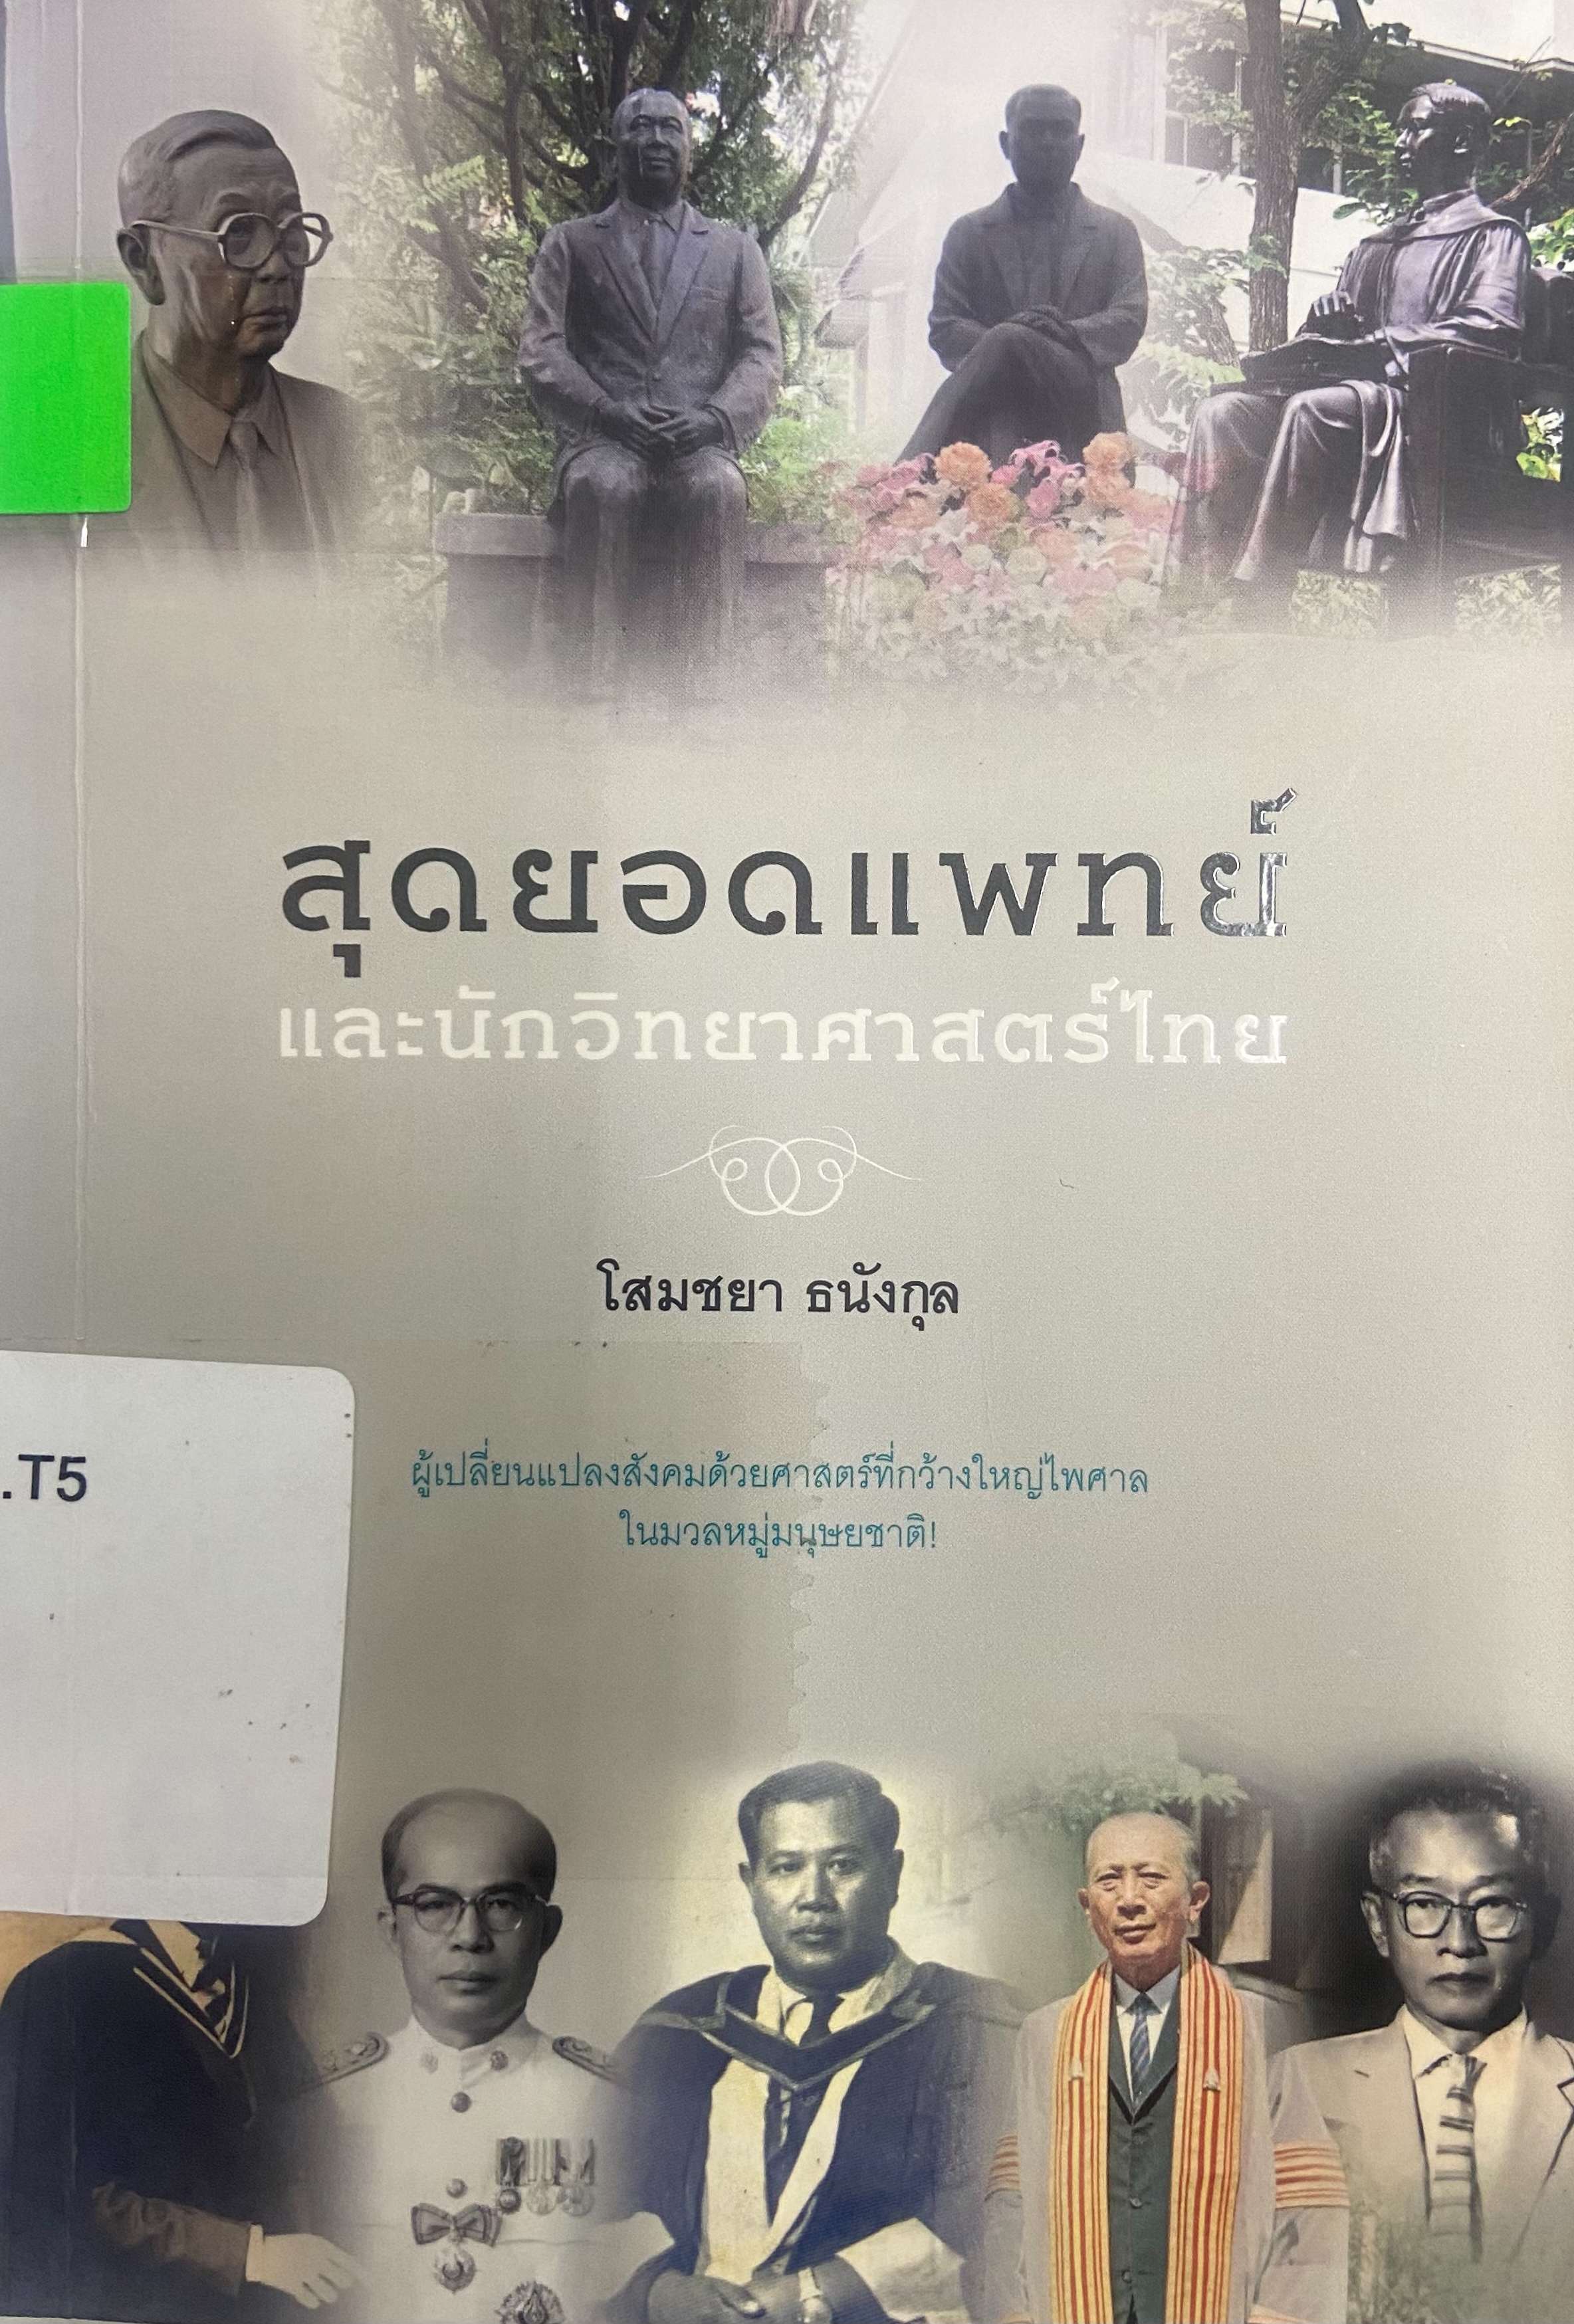 สุดยอดแพทย์
และนักวิทยาศาสตร์ไทย
โสมชยา ธนังกุล
.T5
ผู้เปลี่ยนแปลงสังคมด้วยศาสตร์ที่กว้างใหญ่ไพศาล
ในมวลหมู่มนุษยชาติ!